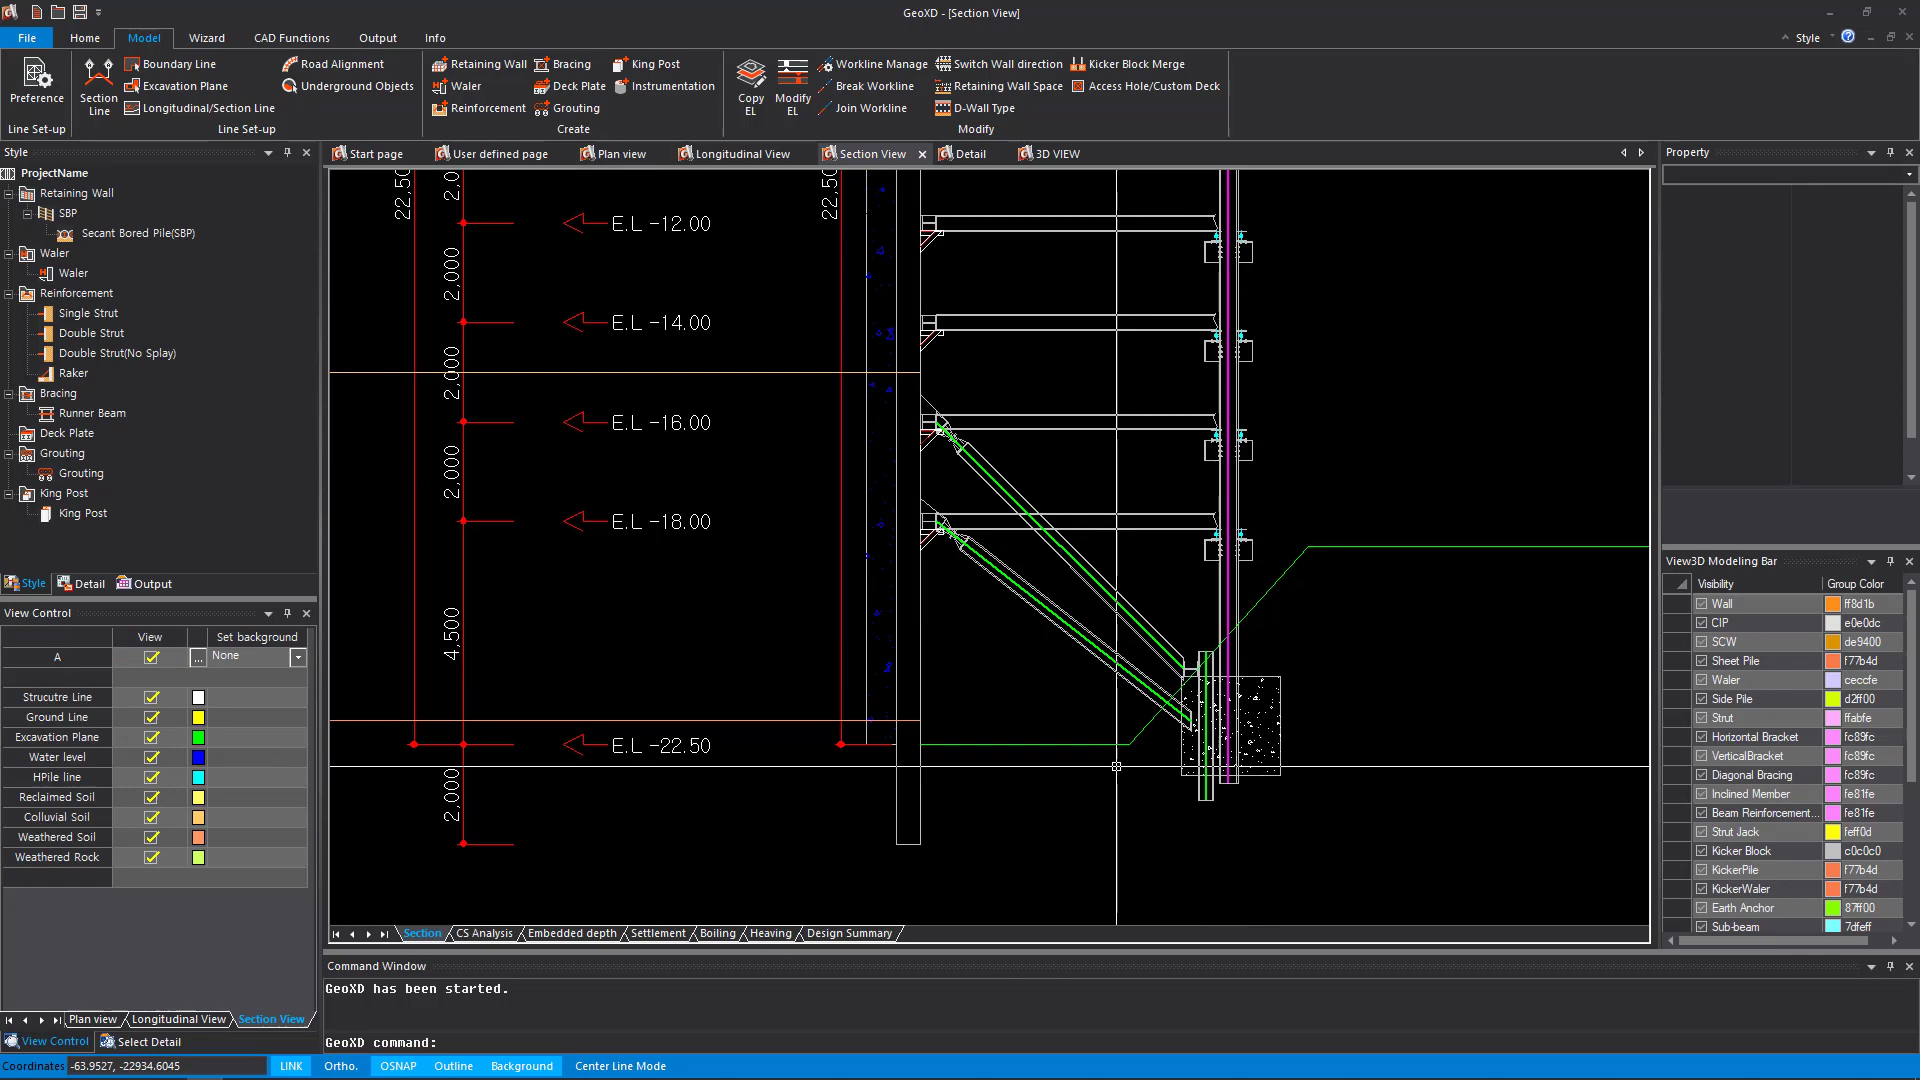 GeoXD - [Section View]
File
Home
Model
Wizard
CAD Functions
Output
Info
Style
Preference
Line Set-up
Section Line
Boundary Line
Excavation Plane
Longitudinal/Section Line
Road Alignment
Underground Objects
Line Set-up
Retaining Wall
Waler
Reinforcement
Bracing
Deck Plate
Grouting
King Post
Instrumentation
Create
Copy EL
Modify EL
Workline Manage
Break Workline
Join Workline
Switch Wall direction
Retaining Wall Space
D-Wall Type
Kicker Block Merge
Access Hole/Custom Deck
Modify
Style
ProjectName
Retaining Wall
SBP
Secant Bored Pile(SBP)
Waler
Waler
Reinforcement
Single Strut
Double Strut
Double Strut(No Splay)
Raker
Bracing
Runner Beam
Deck Plate
Grouting
Grouting
King Post
King Post
Style
Detail
Output
View Control
View
Set background
A
...
None
Strucutre Line
Ground Line
Excavation Plane
Water level
HPile line
Reclaimed Soil
Colluvial Soil
Weathered Soil
Weathered Rock
Plan view
Longitudinal View
Section View
View Control
Select Detail
Start page
User defined page
Plan view
Longitudinal View
Section View
Detail
3D VIEW
22,50
2,0
22,50
E.L -12.00
2,000
E.L -14.00
2,000
E.L -16.00
2,000
E.L -18.00
4,500
E.L -22.50
2,000
Section
CS Analysis
Embedded depth
Settlement
Boiling
Heaving
Design Summary
Command Window
GeoXD has been started.
GeoXD command:
Property
View3D Modeling Bar
Visibility
Group Color
Wall ff8d1b
CIP e0e0dc
SCW de9400
Sheet Pile f77b4d
Waler ceccfe
Side Pile d2ff00
Strut ffabfe
Horizontal Bracket fc89fc
VerticalBracket fc89fc
Diagonal Bracing fc89fc
Inclined Member fe81fe
Beam Reinforcement... fe81fe
Strut Jack feff0d
Kicker Block c0c0c0
KickerPile f77b4d
KickerWaler f77b4d
Earth Anchor 87ff00
Sub-beam 7dfeff
Coordinates -63.9527, -22934.6045
LINK
Ortho.
OSNAP
Outline
Background
Center Line Mode